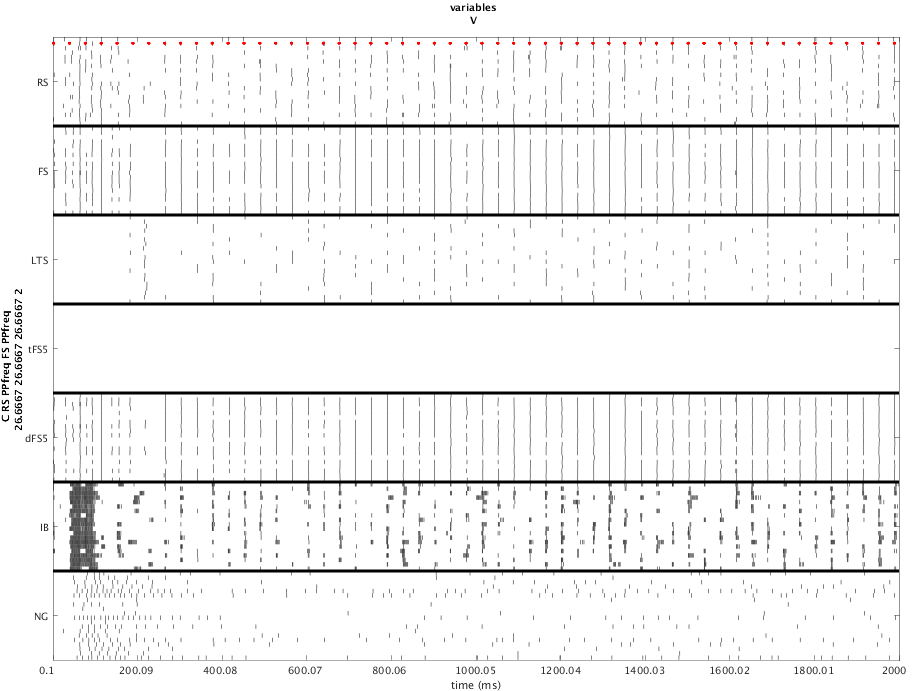 variables
V
RS
FS
LTS
tFS5
dFS5
IB
NG
C RS PPfreq FS PPfreq
26.6667 26.6667 26.6667 2
0.1 200.09 400.08 600.07 800.06 1000.05 1200.04 1400.03 1600.02 1800.01 2000
time (ms)